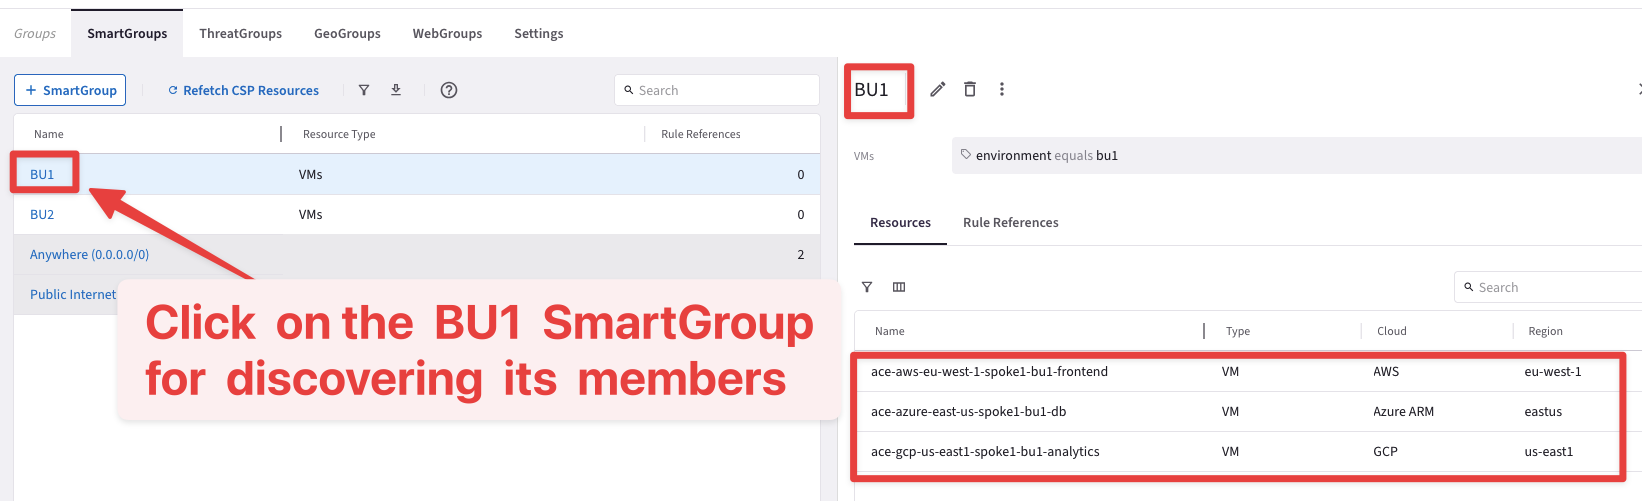 Groups SmartGroups ThreatGroups GeoGroups WebGroups Settings
+ SmartGroup Refetch CSP Resources ? Search
Name Resource Type Rule References
BU1 VMs 0
BU2 VMs 0
Anywhere (0.0.0.0/0) 2
Public Internet
Click on the BU1 SmartGroup
for discovering its members
BU1
VMs environment equals bu1
Resources Rule References
Search
Name Type Cloud Region
ace-aws-eu-west-1-spoke1-bu1-frontend VM AWS eu-west-1
ace-azure-east-us-spoke1-bu1-db VM Azure ARM eastus
ace-gcp-us-east1-spoke1-bu1-analytics VM GCP us-east1